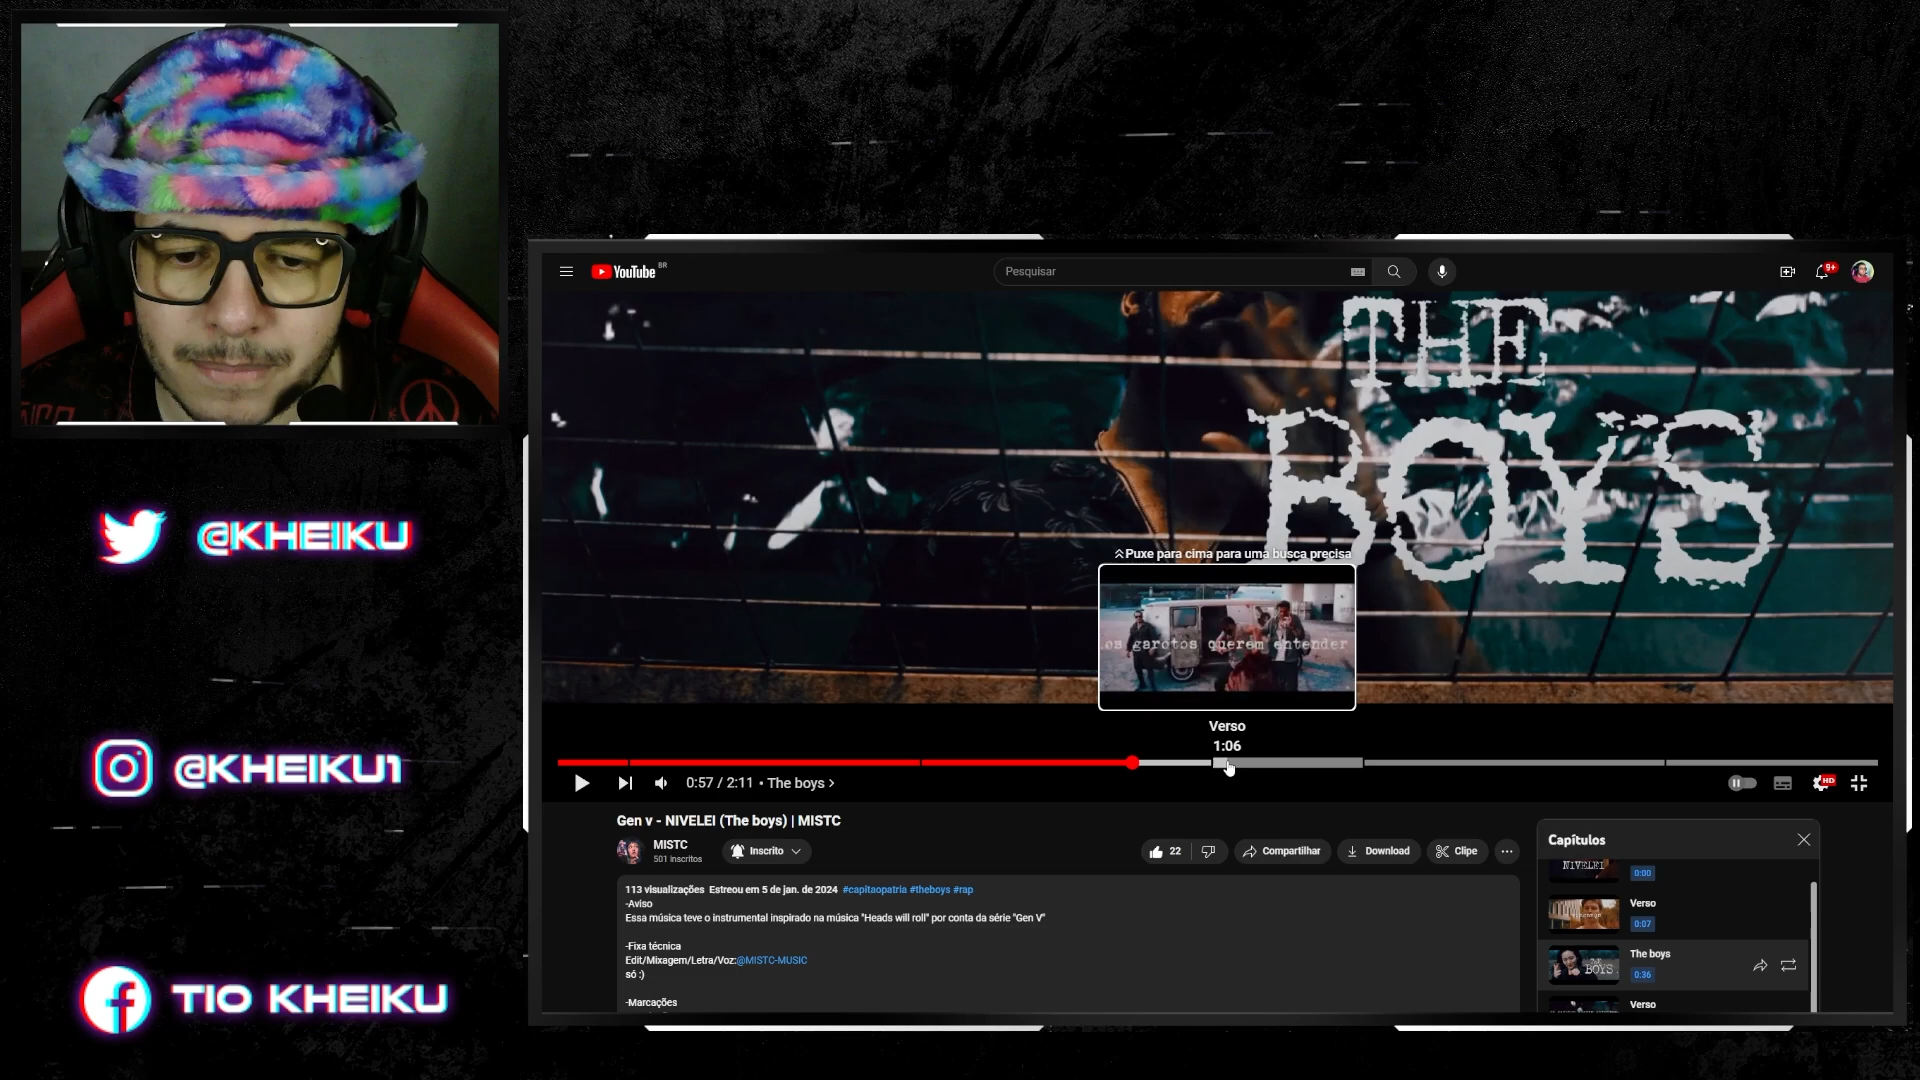 @KHEIKU
@KHEIKU1
TIO KHEIKU
YouTube BR
Pesquisar
9+
THE
BOYS
Puxe para cima para uma busca precisa
os garotos querem entender
Verso
1:06
0:57 / 2:11 • The boys
HD
Gen v - NIVELEI (The boys) | MISTC
MISTC
501 inscritos
Inscrito
22
Compartilhar
Download
Clipe
113 visualizações Estreou em 5 de jan. de 2024 #capitaopatria #theboys #rap
-Aviso
Essa música teve o instrumental inspirado na música "Heads will roll" por conta da série "Gen V"
-Fixa técnica
Edit/Mixagem/Letra/Voz:@MISTC-MUSIC
só :)
-Marcações
Capítulos
NIVELEI
0:00
Verso
0:07
The boys
BOYS
0:36
Verso